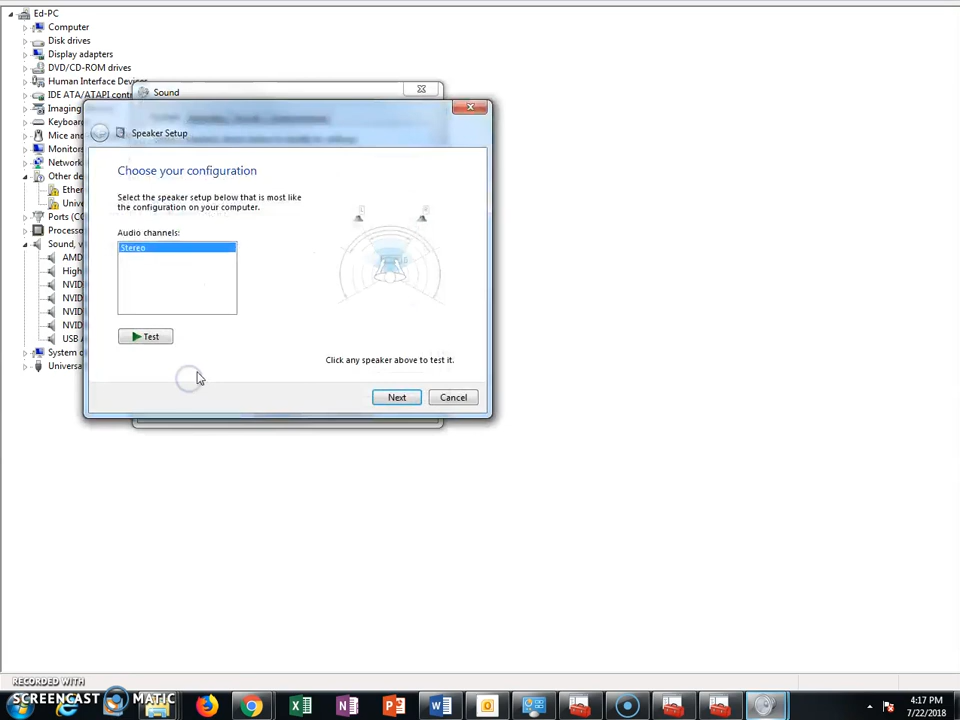 Ed-PC
Computer
Disk drives
Display adapters
DVD/CD-ROM drives
Human Interface Devices
IDE ATA/ATAPI contr
Imaging
Keyboar
Mice and
Monitors
Network
Other de
Ether
Unive
Ports (CO
Processo
Sound, v
AMD
High
NVID
NVID
NVID
NVID
USB A
System d
Universa
Sound
Speaker Setup
Choose your configuration
Select the speaker setup below that is most like
the configuration on your computer.
Audio channels:
Stereo
L
R
Test
Click any speaker above to test it.
Next
Cancel
RECORDED WITH
SCREENCAST MATIC
4:17 PM
7/22/2018